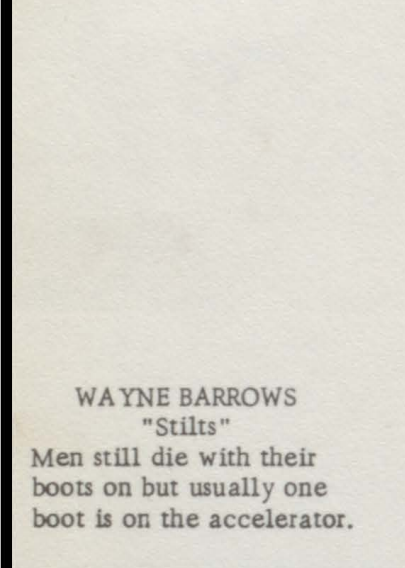 WAYNE BARROWS
"Stilts"
Men still die with their
boots on but usually one
boot is on the accelerator.